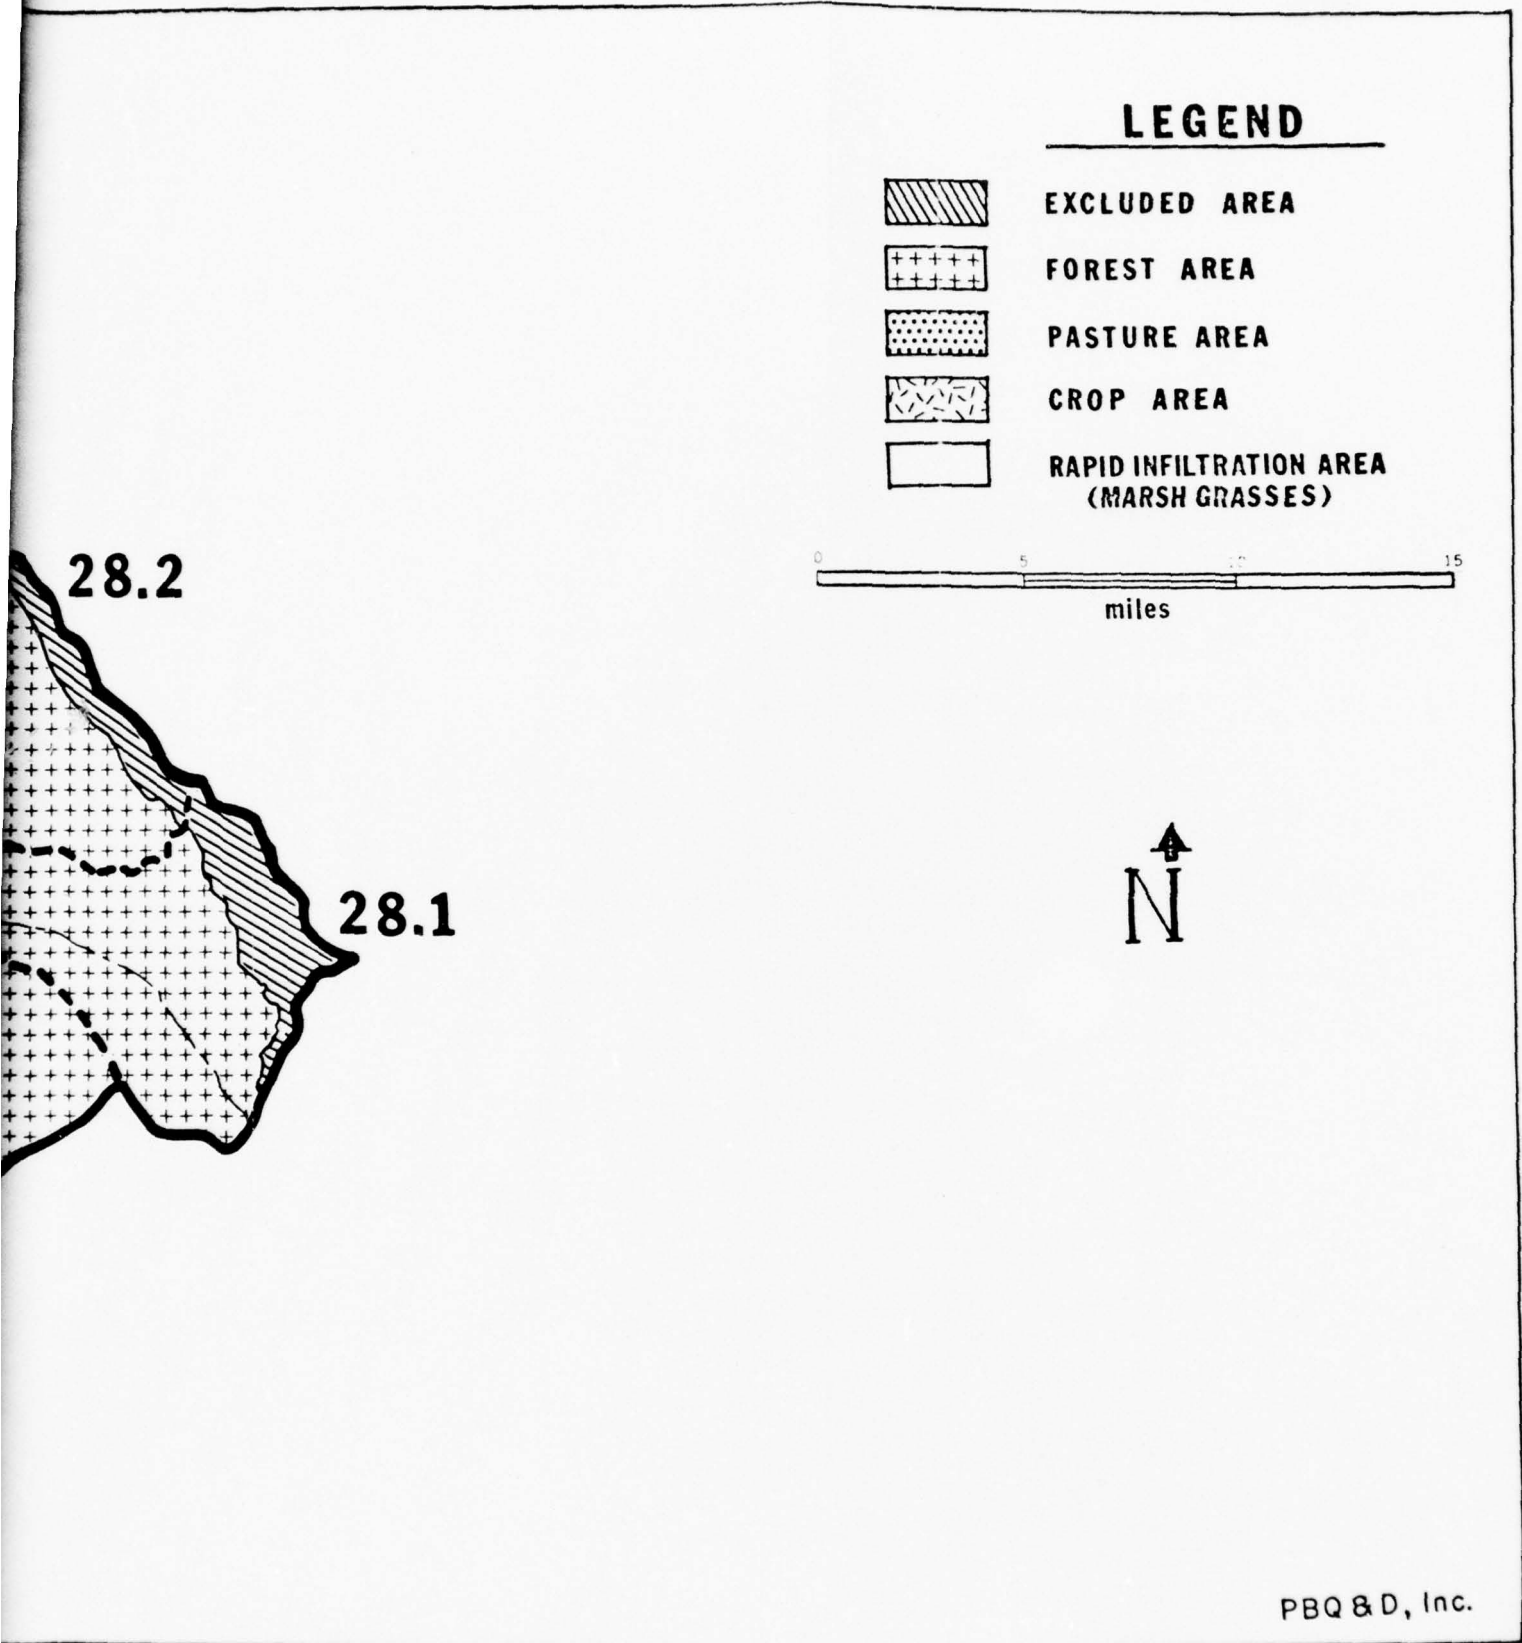 LEGEND
EXCLUDED AREA
FOREST AREA
PASTURE AREA
CROP AREA
RAPID INFILTRATION AREA
(MARSH GRASSES)
0 5 10 15
miles
28.2
28.1
N
PBQ & D, Inc.